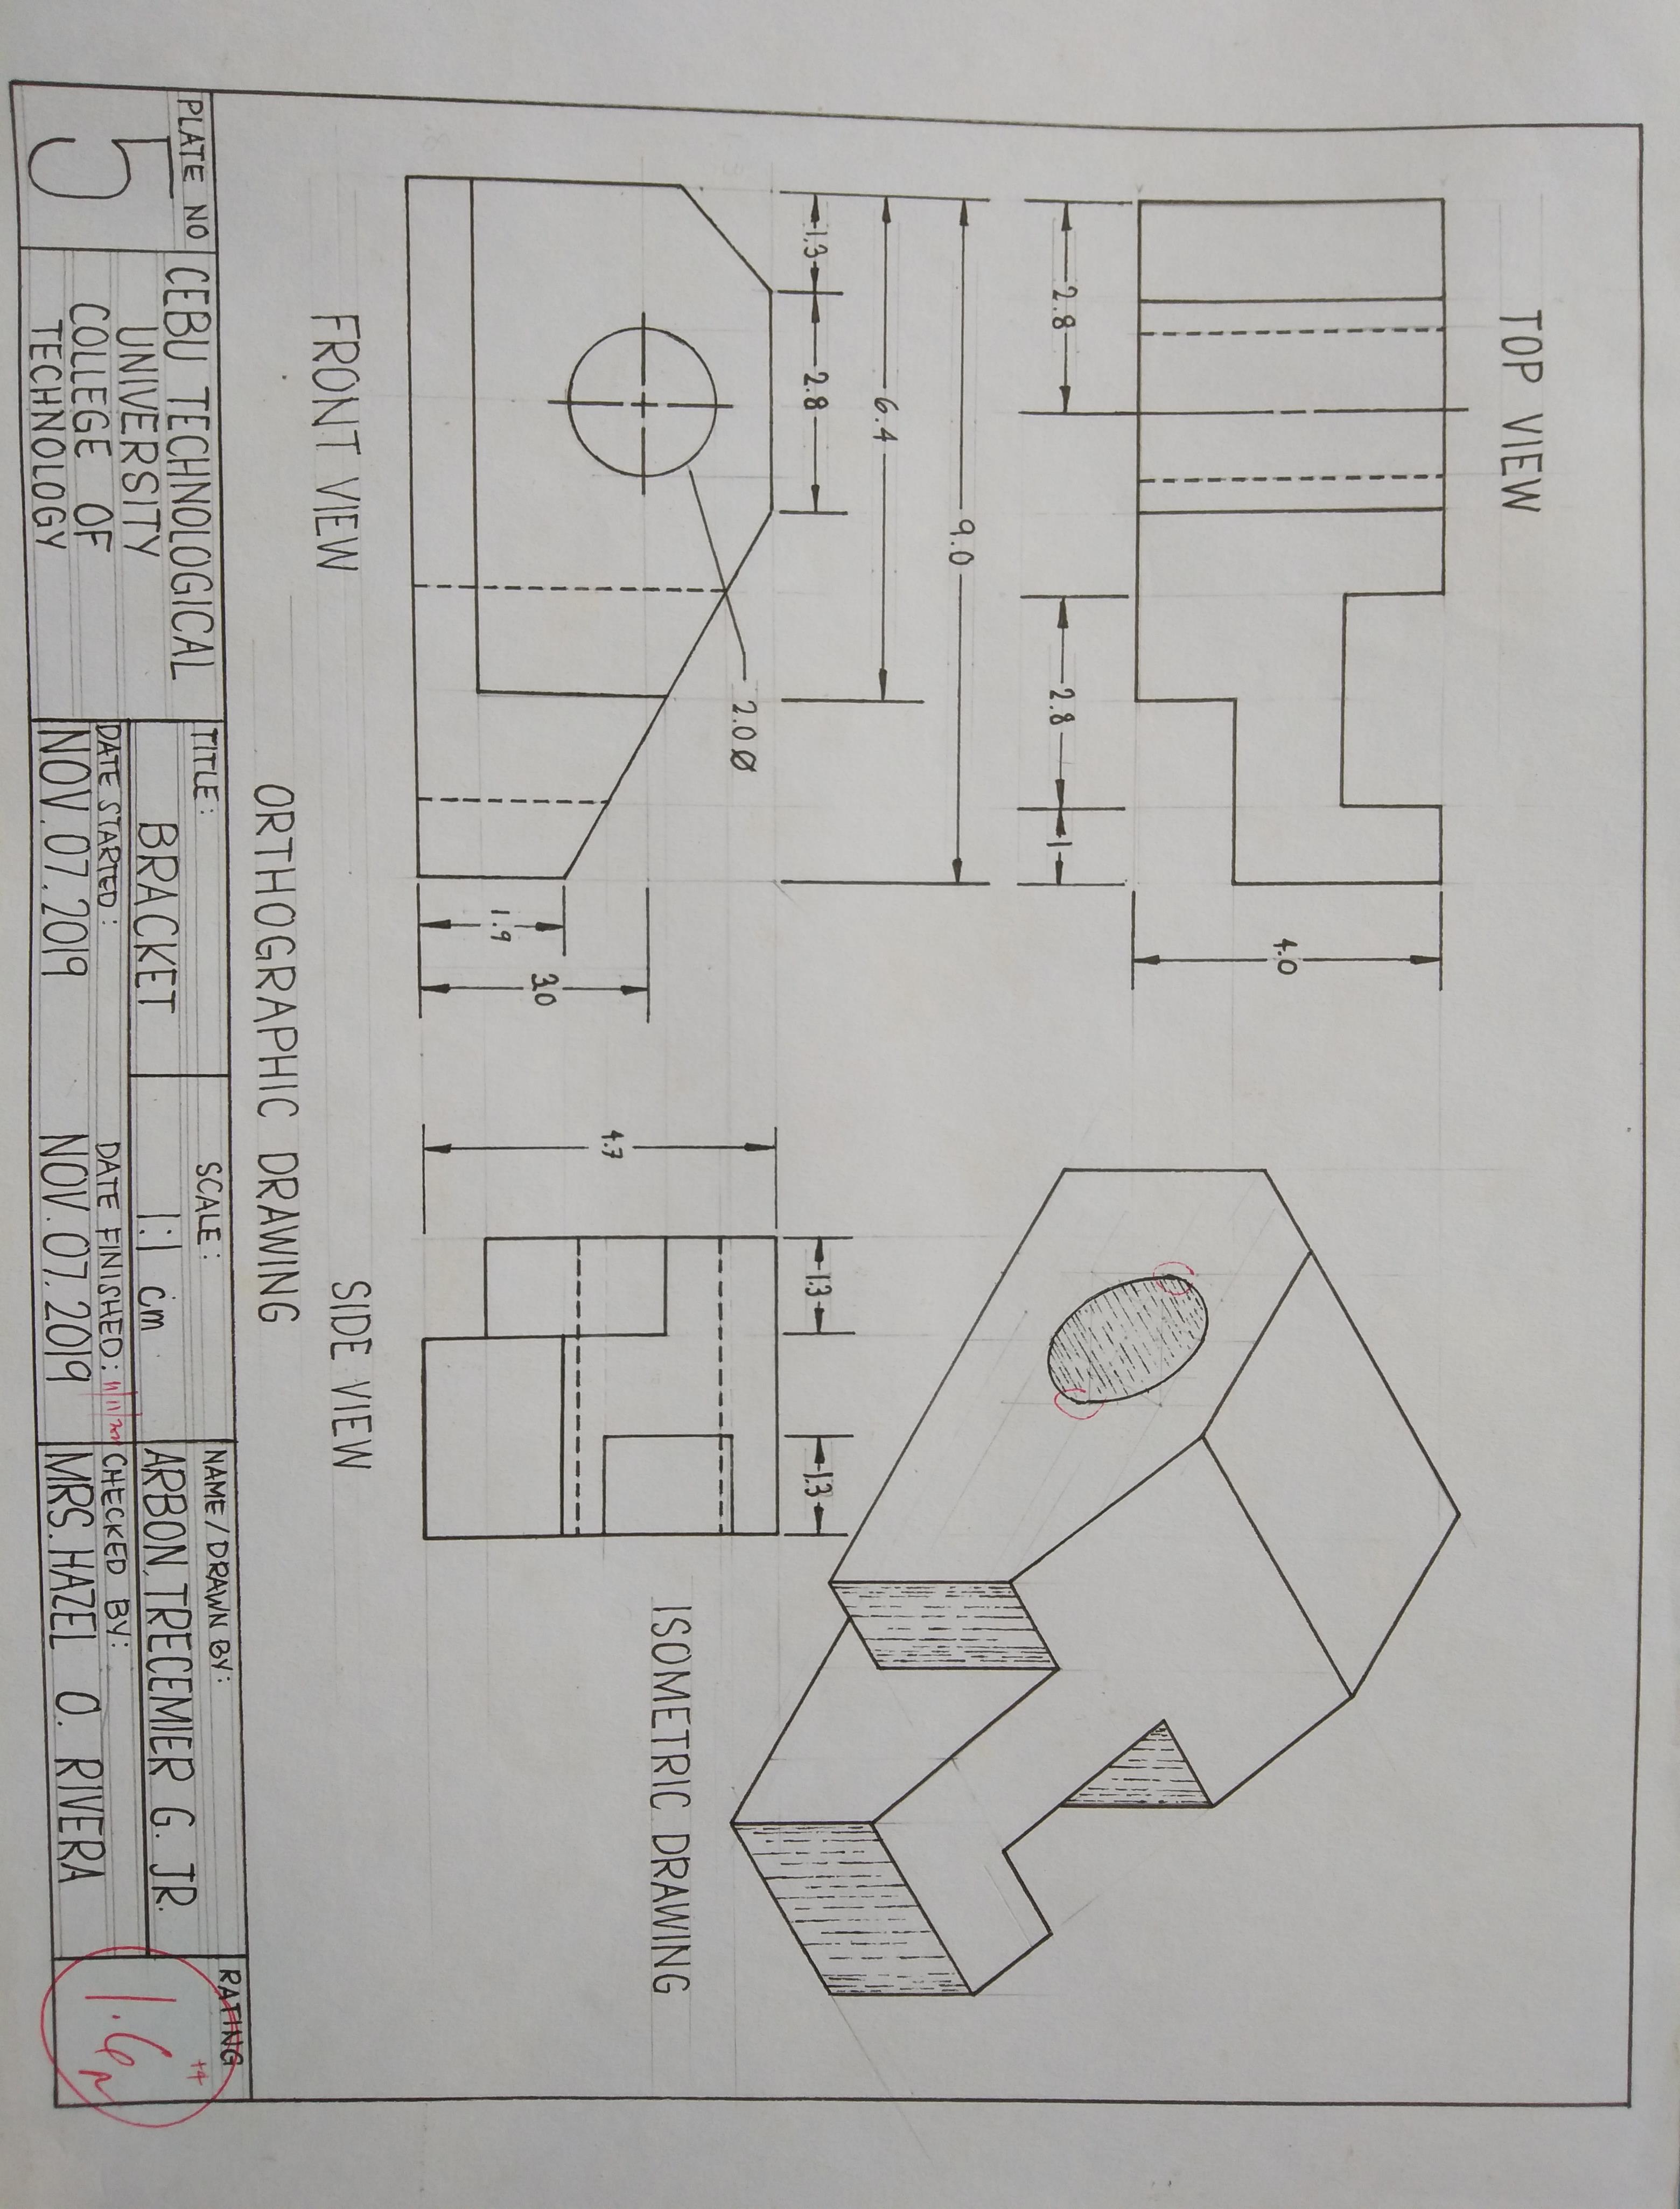 TOP VIEW
2.8
2.8
1
4.0
9.0
6.4
1.3
2.8
2.0 Ø
1.9
3.0
FRONT VIEW
4.7
1.3
1.3
SIDE VIEW
ISOMETRIC DRAWING
ORTHOGRAPHIC DRAWING
PLATE NO
5
CEBU TECHNOLOGICAL
UNIVERSITY
COLLEGE OF
TECHNOLOGY
TITLE:
BRACKET
SCALE:
1:1 cm
NAME/DRAWN BY:
ARBON, TRECEMIER G. JR.
DATE STARTED:
NOV. 07. 2019
DATE FINISHED:
NOV. 07. 2019
CHECKED BY:
MRS. HAZEL O. RIVERA
RATING
+4
1.6